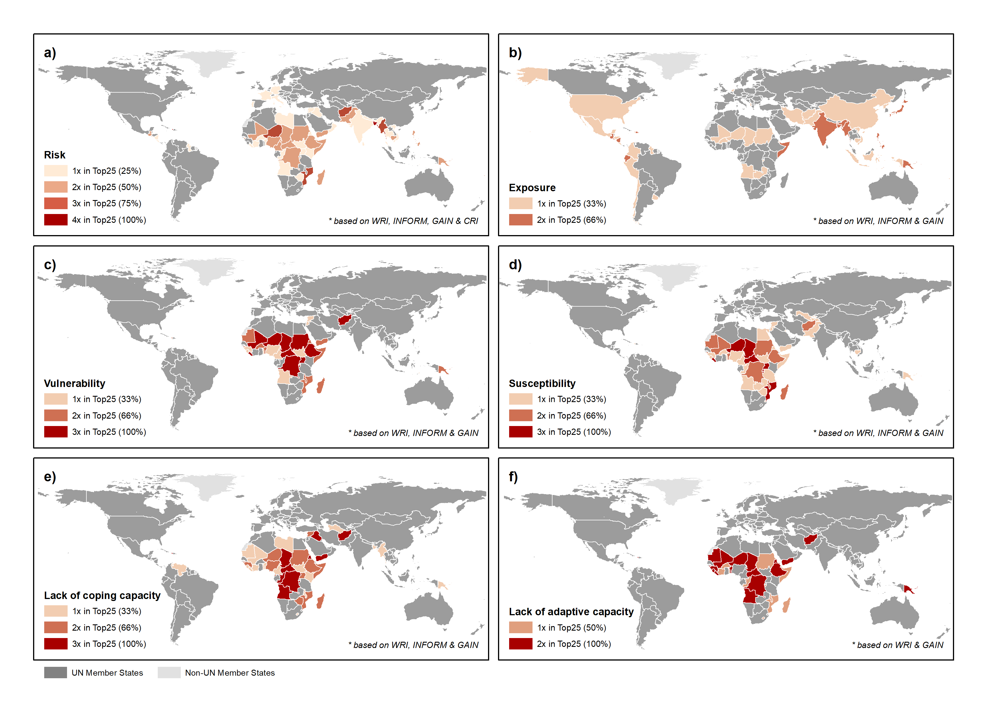 a)
Risk
1x in Top25 (25%)
2x in Top25 (50%)
3x in Top25 (75%)
4x in Top25 (100%)
* based on WRI, INFORM, GAIN & CRI
b)
Exposure
1x in Top25 (33%)
2x in Top25 (66%)
* based on WRI, INFORM & GAIN
c)
Vulnerability
1x in Top25 (33%)
2x in Top25 (66%)
3x in Top25 (100%)
* based on WRI, INFORM & GAIN
d)
Susceptibility
1x in Top25 (33%)
2x in Top25 (66%)
3x in Top25 (100%)
* based on WRI, INFORM & GAIN
e)
Lack of coping capacity
1x in Top25 (33%)
2x in Top25 (66%)
3x in Top25 (100%)
* based on WRI, INFORM & GAIN
f)
Lack of adaptive capacity
1x in Top25 (50%)
2x in Top25 (100%)
* based on WRI & GAIN
UN Member States
Non-UN Member States